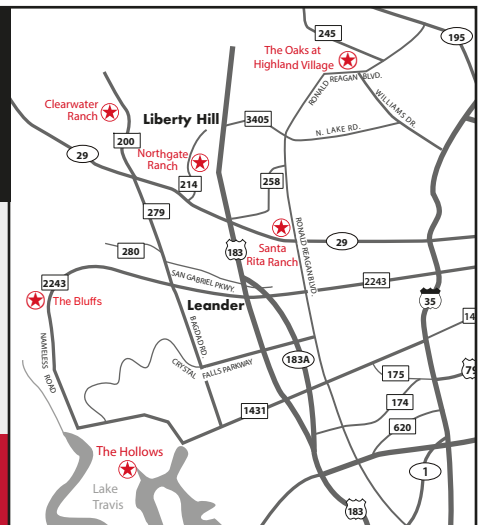 245
195
The Oaks at
Highland Village
RONALD REAGAN BLVD.
WILLIAMS DR.
Clearwater
Ranch
Liberty Hill
3405
N. LAKE RD.
200
29
Northgate
Ranch
214
258
279
RONALD REAGAN BLVD.
280
183
Santa
Rita Ranch
29
2243
SAN GABRIEL PKWY.
2243
The Bluffs
Leander
35
14
NAMELESS ROAD
BAGDAD RD.
CRYSTAL FALLS PARKWAY
183A
175
79
174
1431
620
The Hollows
1
Lake
Travis
183